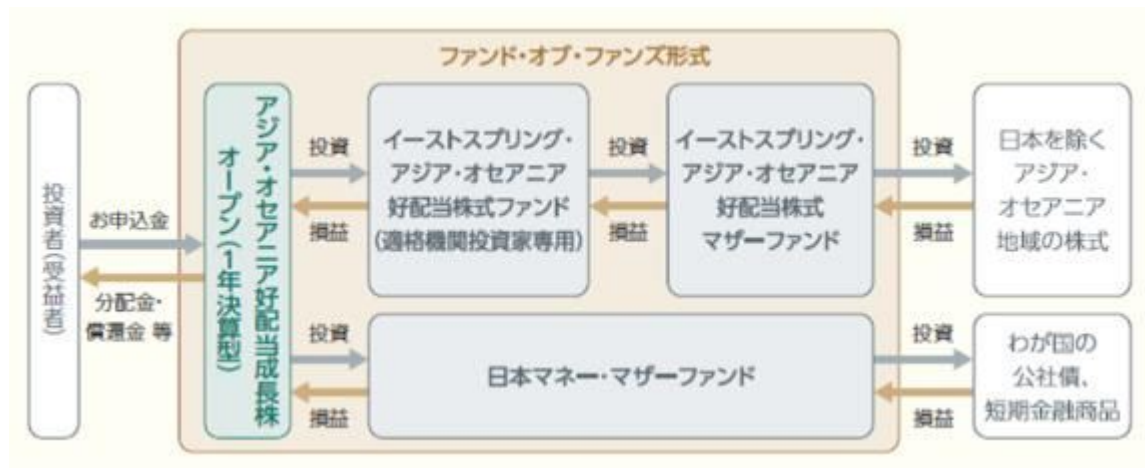 ファンド・オブ・ファンズ形式
投資者(受益者)
お申込金
分配金・
償還金 等
アジア・オセアニア好配当成長株
オープン(1年決算型)
投資
損益
イーストスプリング・
アジア・オセアニア
好配当株式ファンド
(適格機関投資家専用)
投資
損益
イーストスプリング・
アジア・オセアニア
好配当株式
マザーファンド
投資
損益
日本を除く
アジア・
オセアニア
地域の株式
投資
損益
日本マネー・マザーファンド
投資
損益
わが国の
公社債、
短期金融商品